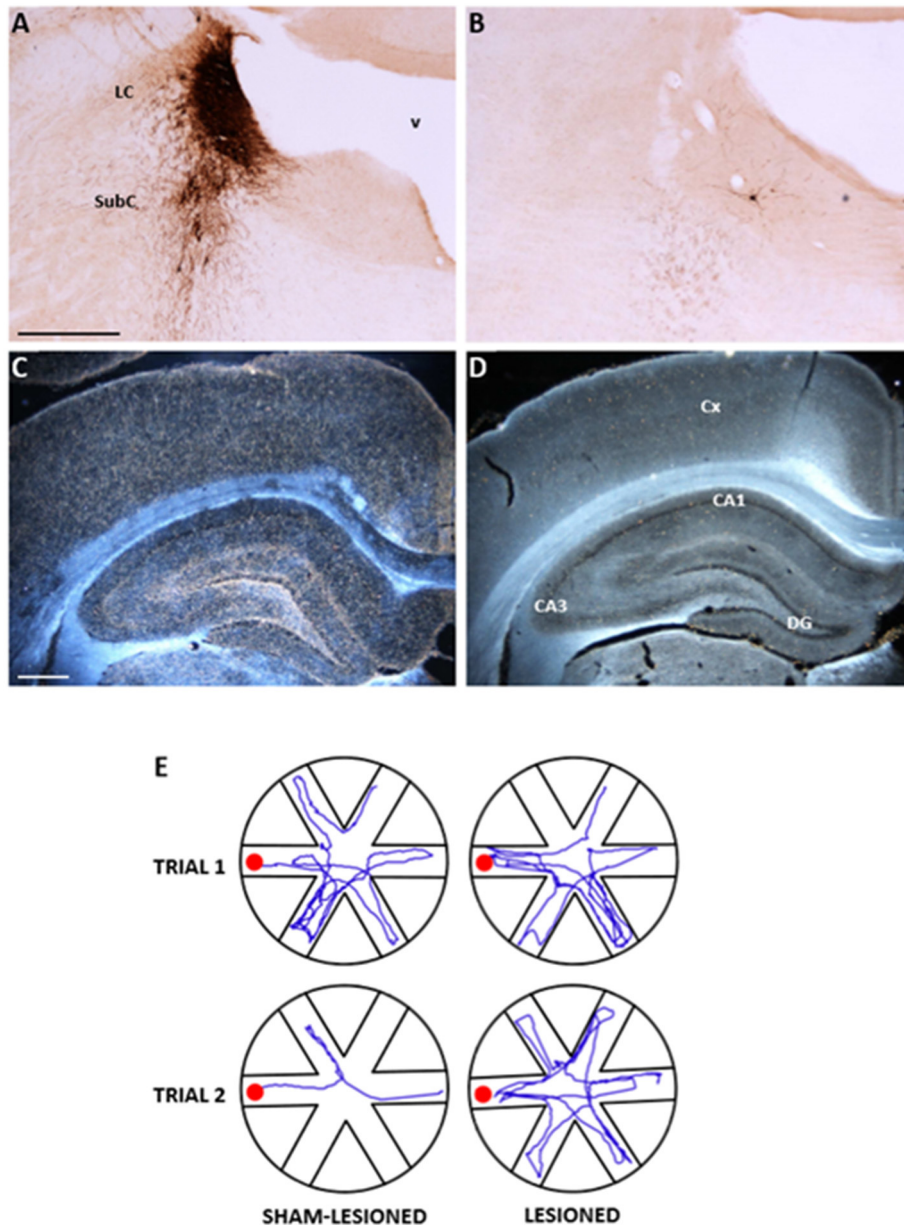 A
B
LC
v
SubC
C
D
Cx
CA1
CA3
DG
E
TRIAL 1
TRIAL 2
SHAM-LESIONED LESIONED